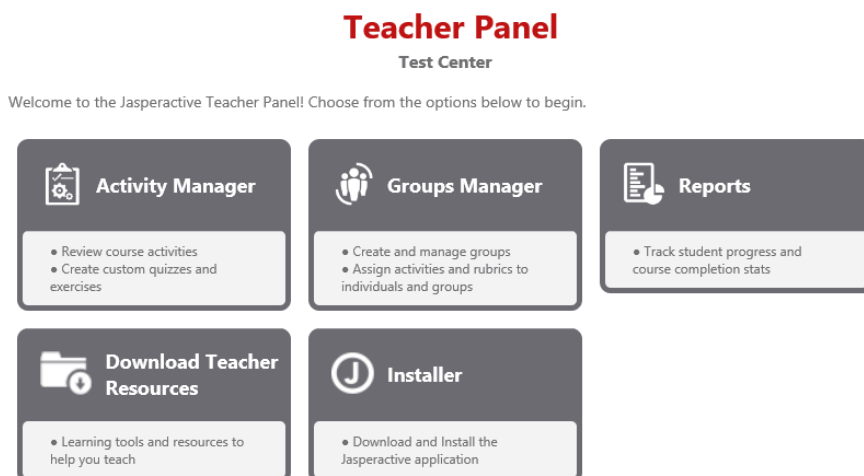 Teacher Panel
Test Center
Welcome to the Jasperactive Teacher Panel! Choose from the options below to begin.
Activity Manager
● Review course activities
● Create custom quizzes and
exercises
Groups Manager
● Create and manage groups
● Assign activities and rubrics to
individuals and groups
Reports
● Track student progress and
course completion stats
Download Teacher
Resources
● Learning tools and resources to
help you teach
J
Installer
● Download and Install the
Jasperactive application